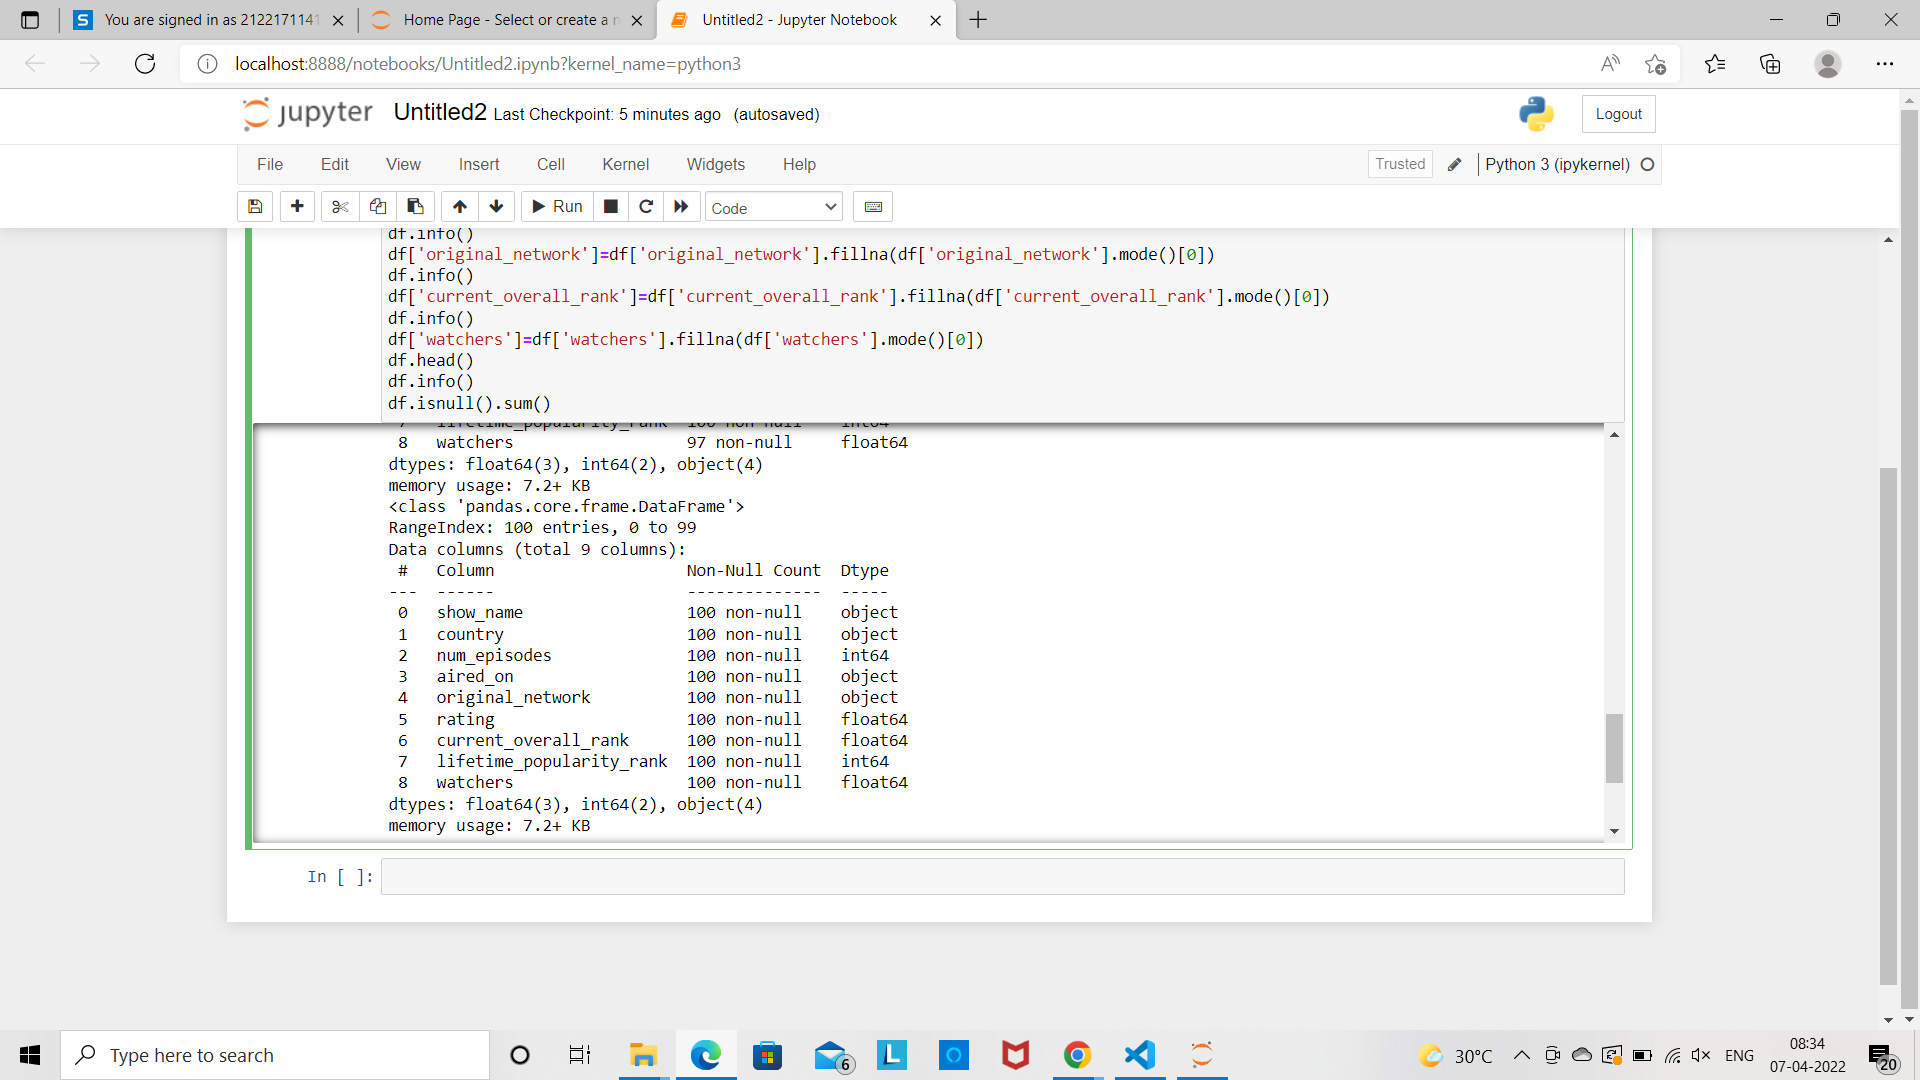 You are signed in as 2122171141
Home Page - Select or create a n
Untitled2 - Jupyter Notebook
localhost:8888/notebooks/Untitled2.ipynb?kernel_name=python3
jupyter Untitled2 Last Checkpoint: 5 minutes ago (autosaved)
Logout
File Edit View Insert Cell Kernel Widgets Help
Trusted
Python 3 (ipykernel)
Run
Code
df.info()
df['original_network']=df['original_network'].fillna(df['original_network'].mode()[0])
df.info()
df['current_overall_rank']=df['current_overall_rank'].fillna(df['current_overall_rank'].mode()[0])
df.info()
df['watchers']=df['watchers'].fillna(df['watchers'].mode()[0])
df.head()
df.info()
df.isnull().sum()
7 lifetime_popularity_rank 100 non-null int64
8 watchers 97 non-null float64
dtypes: float64(3), int64(2), object(4)
memory usage: 7.2+ KB
<class 'pandas.core.frame.DataFrame'>
RangeIndex: 100 entries, 0 to 99
Data columns (total 9 columns):
# Column Non-Null Count Dtype
--- ------ -------------- -----
0 show_name 100 non-null object
1 country 100 non-null object
2 num_episodes 100 non-null int64
3 aired_on 100 non-null object
4 original_network 100 non-null object
5 rating 100 non-null float64
6 current_overall_rank 100 non-null float64
7 lifetime_popularity_rank 100 non-null int64
8 watchers 100 non-null float64
dtypes: float64(3), int64(2), object(4)
memory usage: 7.2+ KB
In [ ]:
Type here to search
6
L
30°C
ENG
08:34
07-04-2022
20